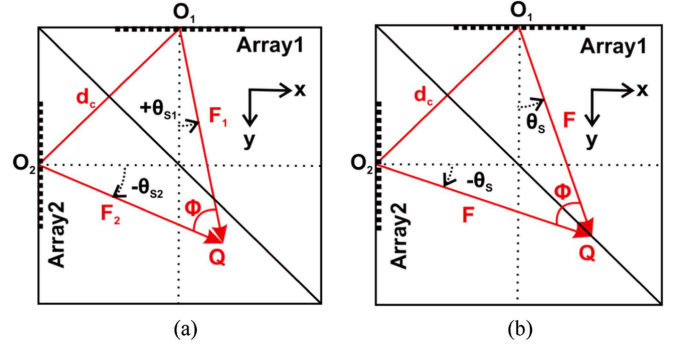 O1
Array1
dc
x
+θS1
F1
y
O2
-θS2
F2
Φ
Q
Array2
(a)
O1
Array1
dc
x
θS
F
y
O2
-θS
F
Φ
Q
Array2
(b)